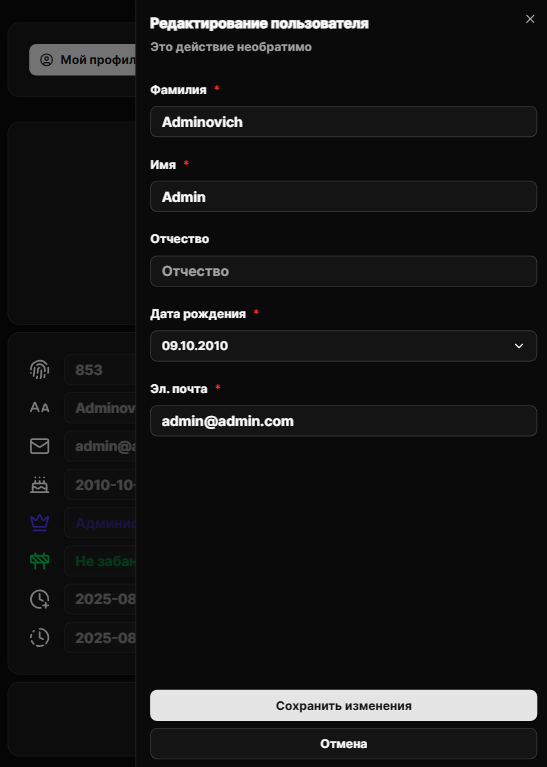 Редактирование пользователя
Это действие необратимо
Фамилия *
Adminovich
Имя *
Admin
Отчество
Отчество
Дата рождения *
09.10.2010
Эл. почта *
admin@admin.com
Сохранить изменения
Отмена
Мой профил
853
Adminov
admin@a
2010-10-
Админис
Не забан
2025-08
2025-08